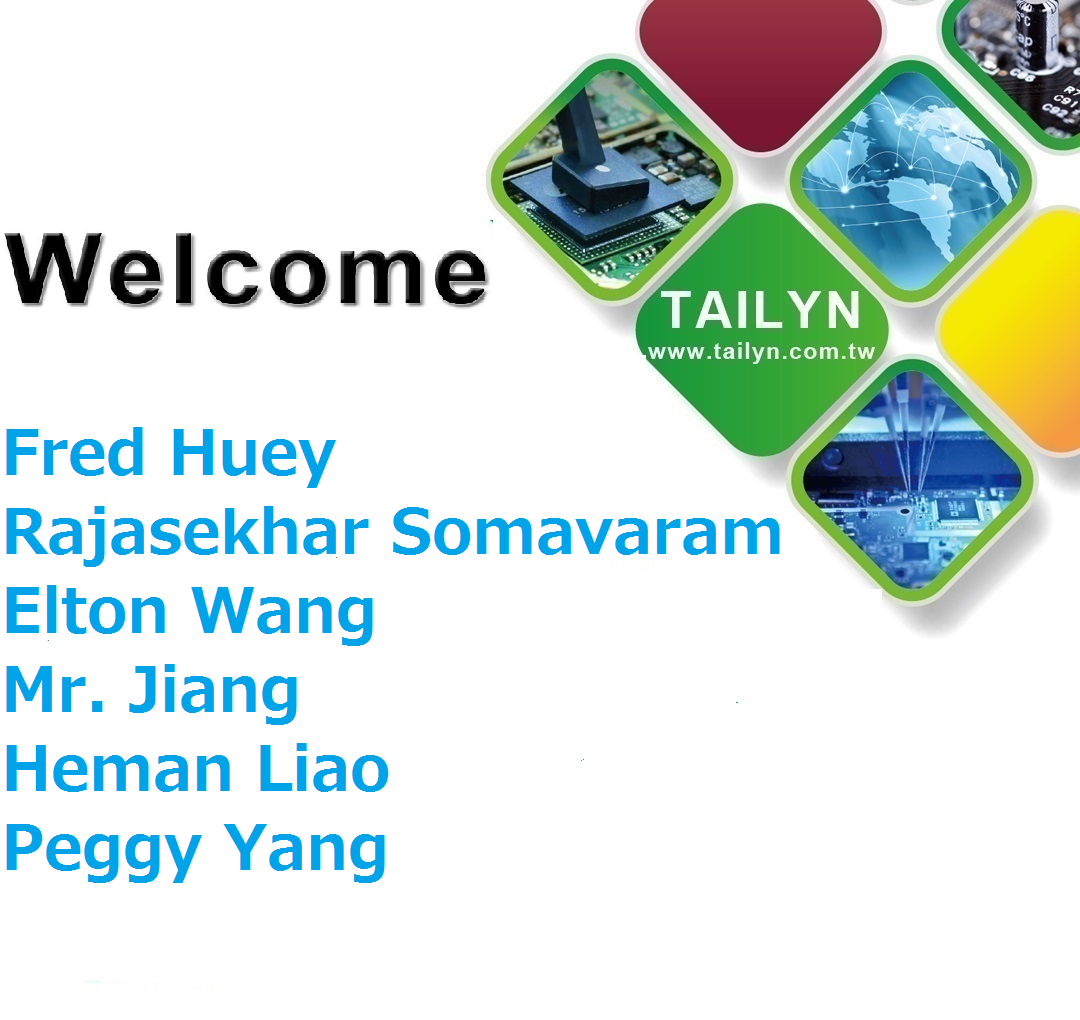 TAILYN
www.tailyn.com.tw
Welcome
Fred Huey
Rajasekhar Somavaram
Elton Wang
Mr. Jiang
Heman Liao
Peggy Yang